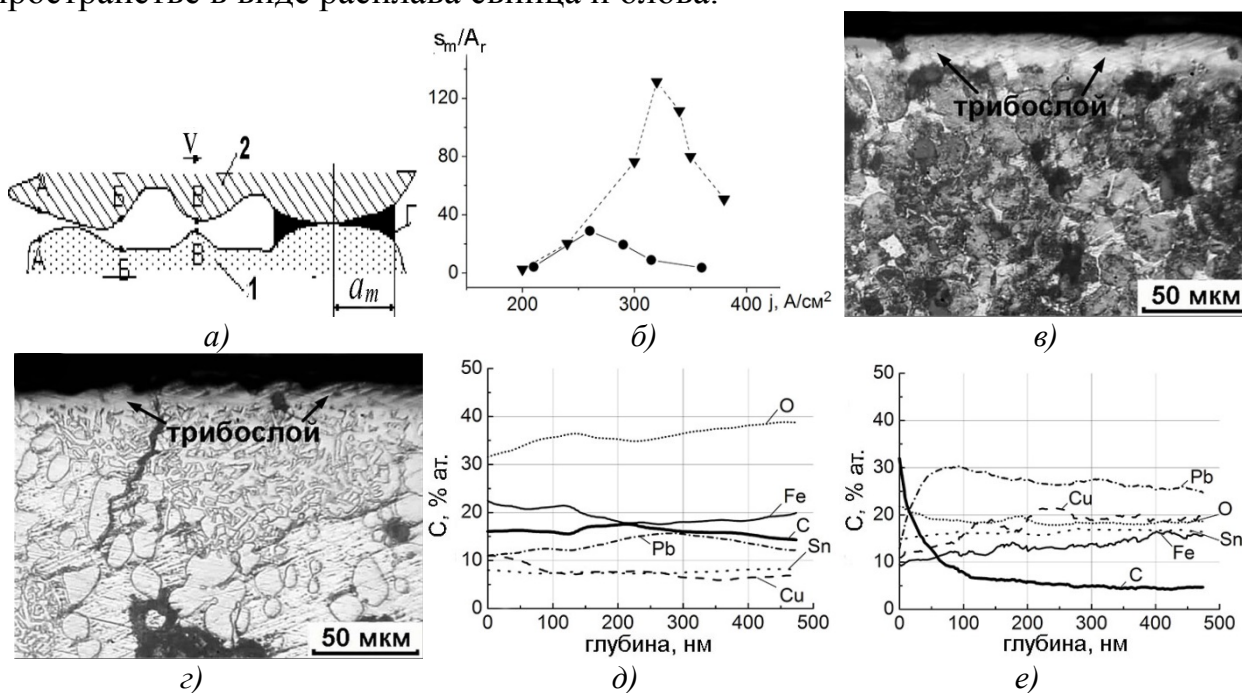 пространстве в виде расплава свинца и олова.
V
2
А
Б
В
Г
А
Б
В
1
a_m
а)
s_m/A_r
120
80
40
0
200
300
400
j, А/см²
б)
трибослой
50 мкм
в)
трибослой
50 мкм
г)
C, % ат.
50
40
30
20
10
0
O
Fe
C
Pb
Sn
Cu
0 100 200 300 400 500
глубина, нм
д)
C, % ат.
50
40
30
20
10
0
Pb
Cu
O
Sn
Fe
C
0 100 200 300 400 500
глубина, нм
е)